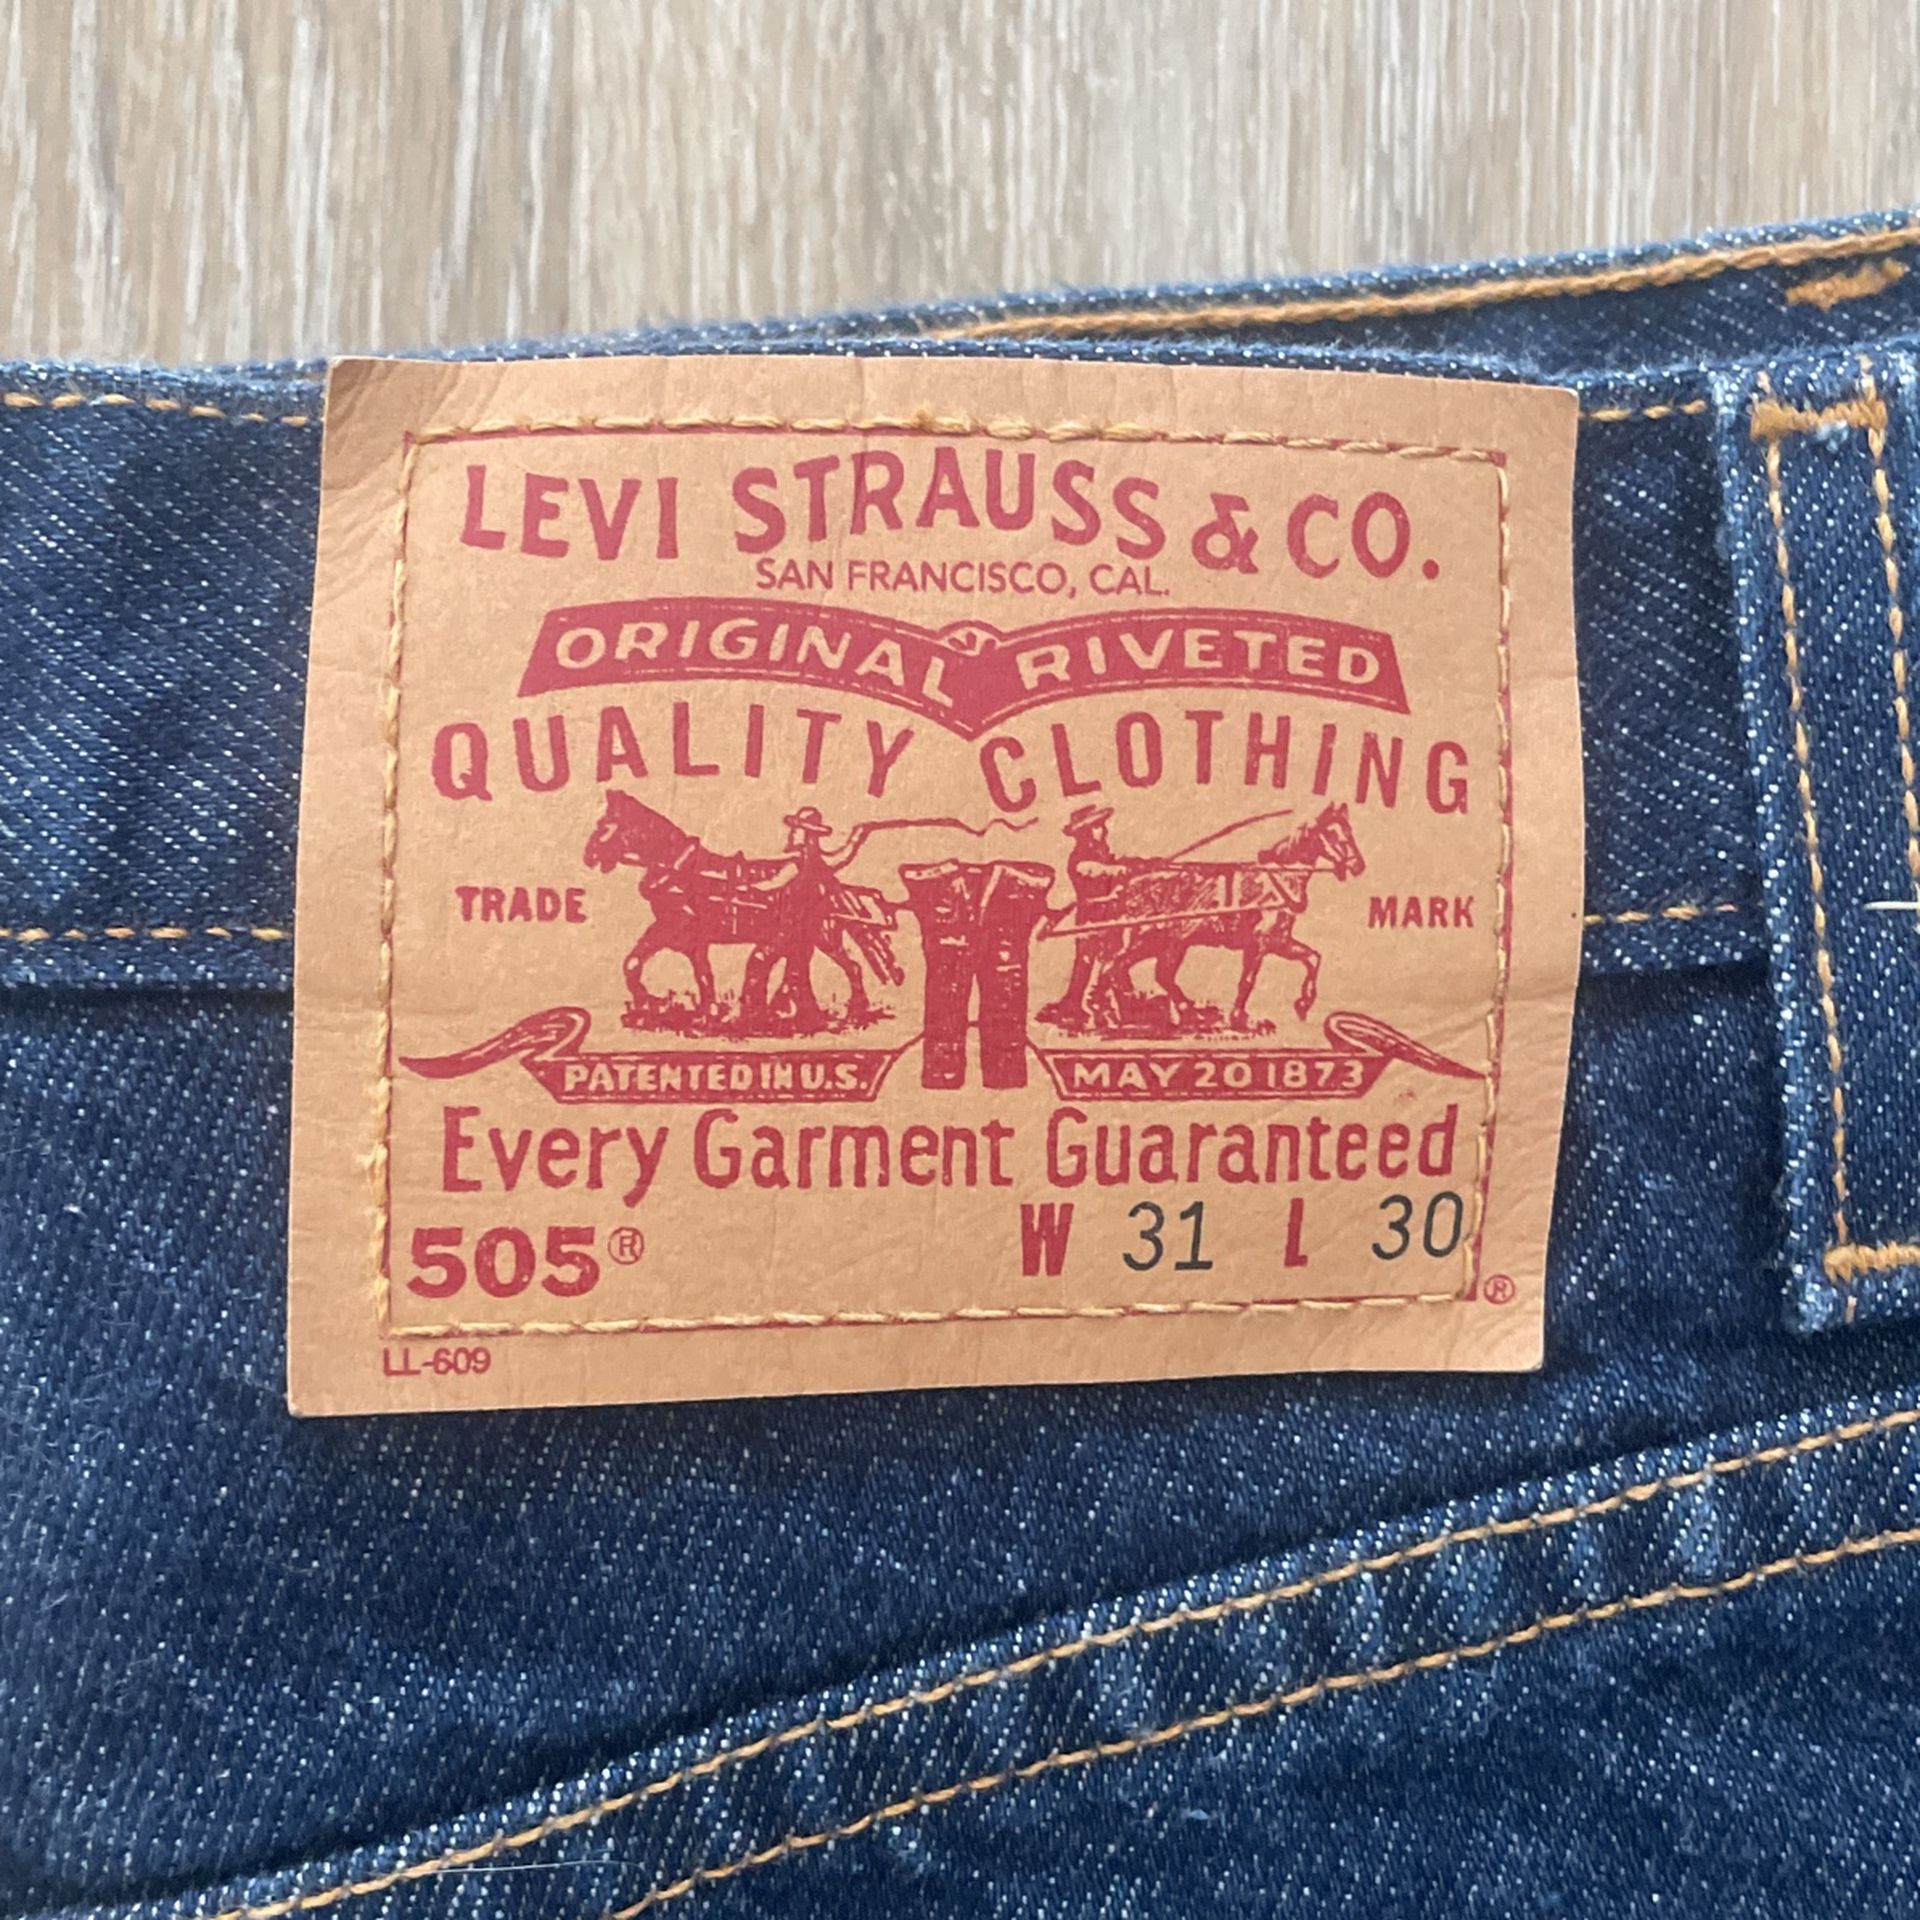 LEVI STRAUSS & CO.
SAN FRANCISCO, CAL.
ORIGINAL RIVETED
QUALITY CLOTHING
TRADE MARK
PATENTED IN U.S. MAY 20 1873
Every Garment Guaranteed
505® W 31 L 30
®
LL-609